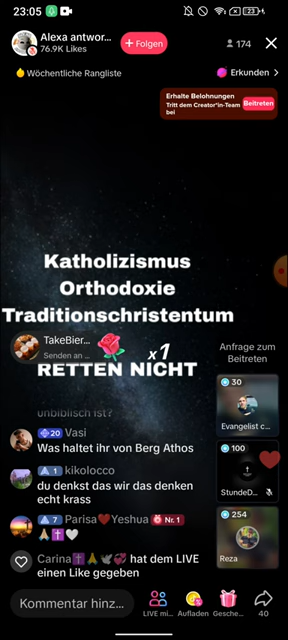 23:05
23
Alexa antwor...
76.9K Likes
+ Folgen
174
Wöchentliche Rangliste
Erkunden >
Erhalte Belohnungen
Tritt dem Creator*in-Team
bei
Beitreten
Katholizismus
Orthodoxie
Traditionschristentum
TakeBier...
Senden an ...
x1
RETTEN NICHT
Anfrage zum
Beitreten
30
Evangelist c...
100
StundeD...
254
Reza
unbiblisch ist?
20 Vasi
Was haltet ihr von Berg Athos
1 kikolocco
du denkst das wir das denken
echt krass
7 Parisa❤️Yeshua Nr. 1
🙏✝️🤍
Carina✝️🙏🕊💞 hat dem LIVE
einen Like gegeben
Kommentar hinz...
LIVE mi...
Aufladen
Gesche...
40